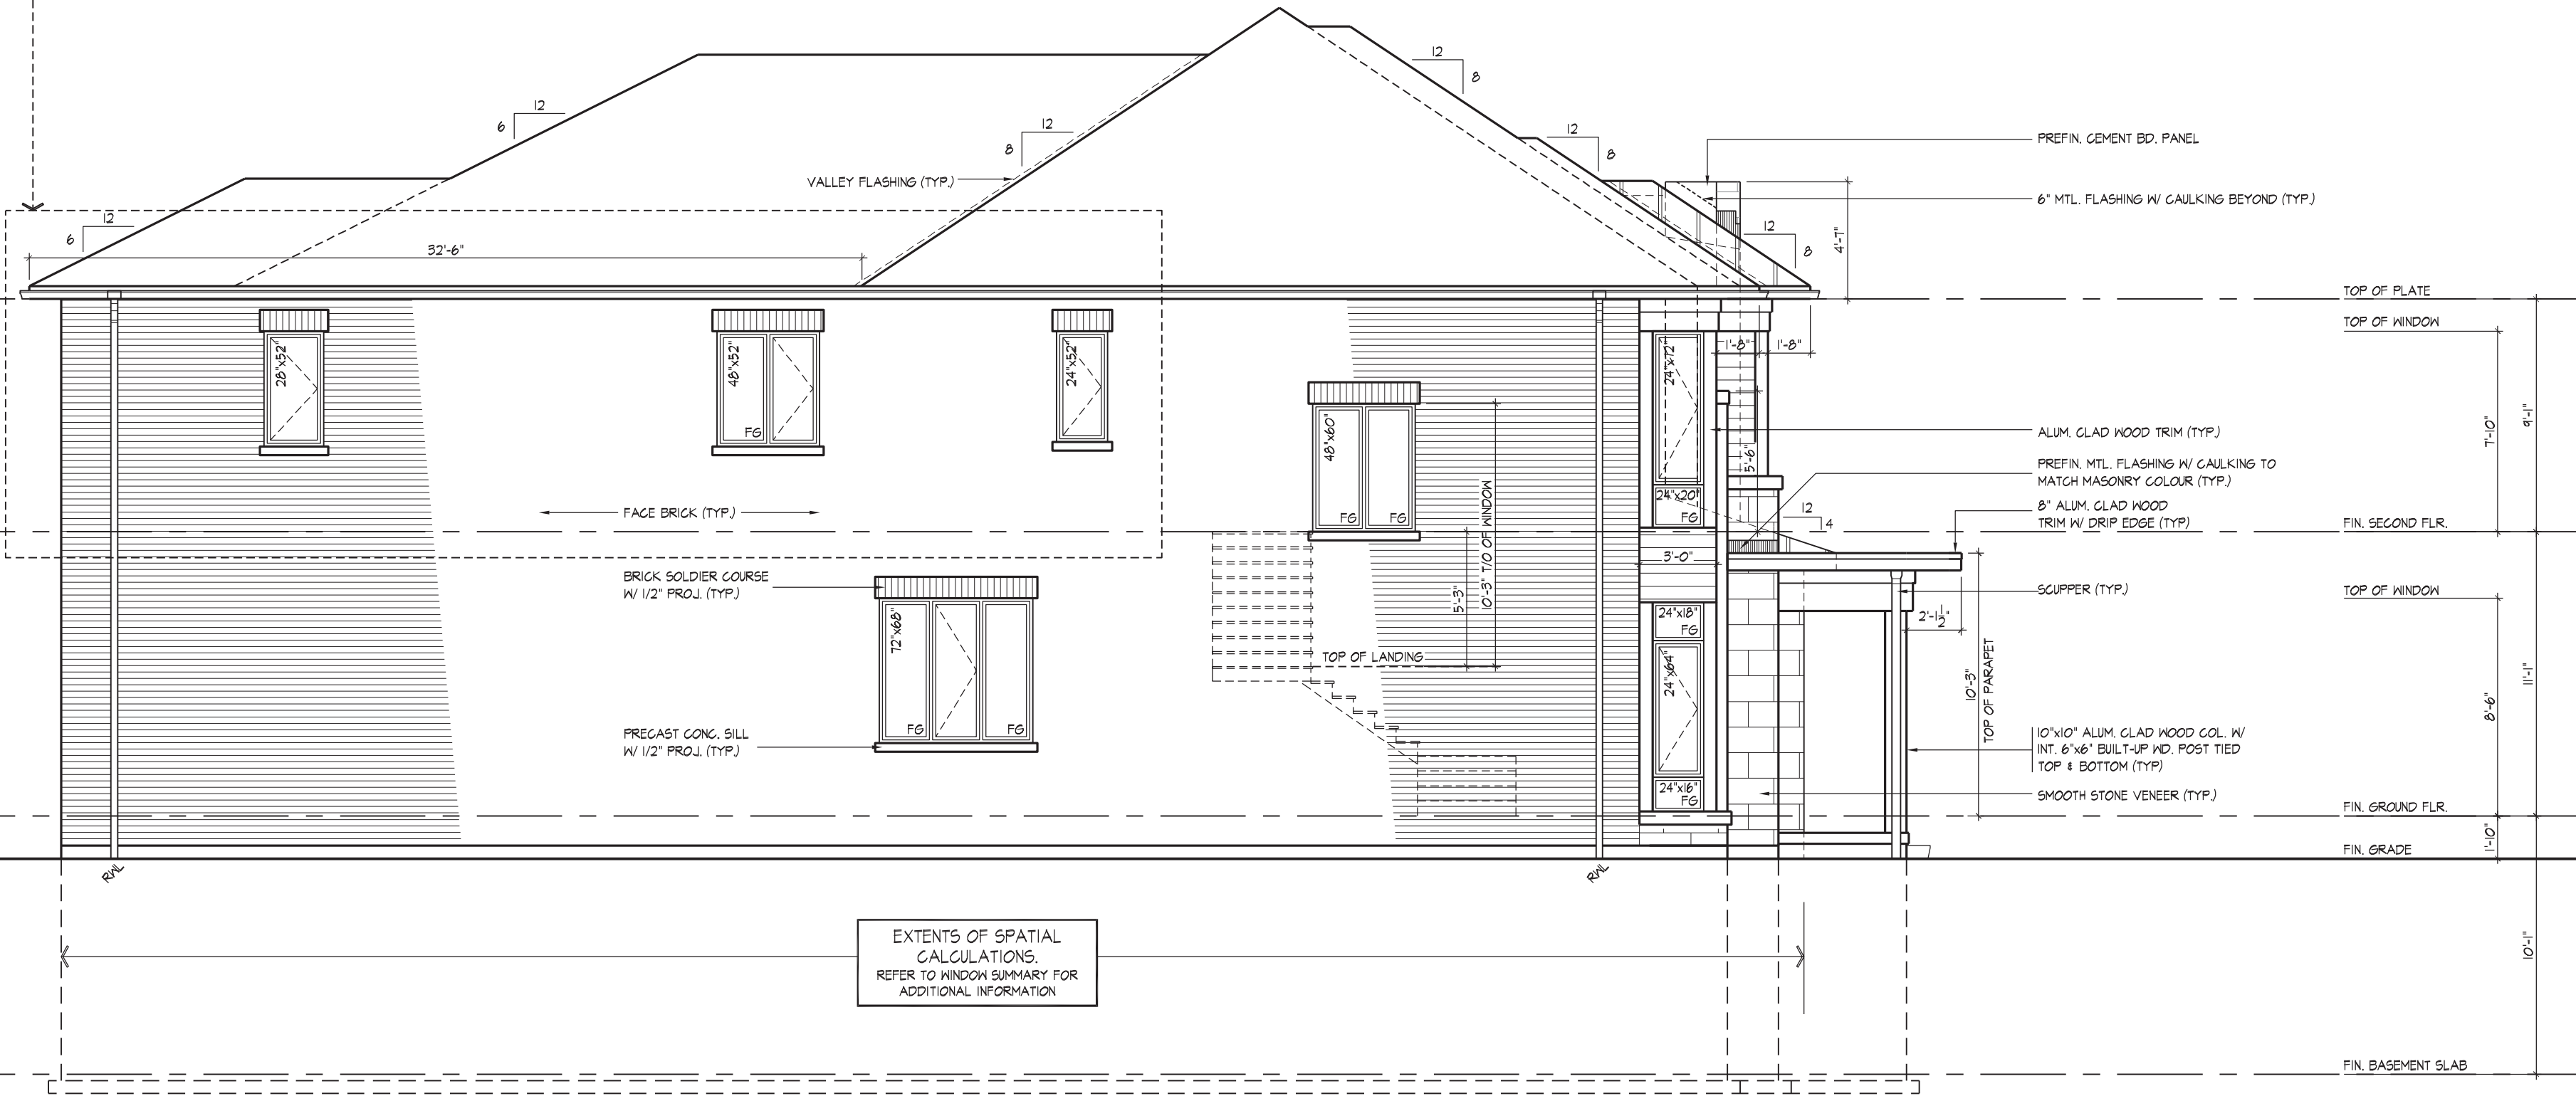 12
8
12
6
12
8
12
8
PREFIN. CEMENT BD. PANEL
VALLEY FLASHING (TYP.)
6" MTL. FLASHING W/ CAULKING BEYOND (TYP.)
12
6
12
8
4'-7"
32'-6"
TOP OF PLATE
TOP OF WINDOW
28"x52"
48"x52"
FG
24"x52"
24"x72"
1'-8"
1'-8"
7'-10"
9'-1"
48"x60"
FG
FG
ALUM. CLAD WOOD TRIM (TYP.)
5'-6"
PREFIN. MTL. FLASHING W/ CAULKING TO
MATCH MASONRY COLOUR (TYP.)
24"x20"
FG
8" ALUM. CLAD WOOD
TRIM W/ DRIP EDGE (TYP)
12
4
FACE BRICK (TYP.)
FIN. SECOND FLR.
3'-0"
BRICK SOLDIER COURSE
W/ 1/2" PROJ. (TYP.)
5'-3"
10'-3" T/O OF WINDOW
SCUPPER (TYP.)
TOP OF WINDOW
72"x68"
FG
FG
24"x18"
FG
2'-1 1/2"
TOP OF LANDING
24"x64"
10'-3"
TOP OF PARAPET
8'-6"
11'-1"
PRECAST CONC. SILL
W/ 1/2" PROJ. (TYP.)
10"x10" ALUM. CLAD WOOD COL. W/
INT. 6"x6" BUILT-UP WD. POST TIED
TOP & BOTTOM (TYP)
24"x16"
FG
SMOOTH STONE VENEER (TYP.)
FIN. GROUND FLR.
1'-10"
FIN. GRADE
RWL
RWL
EXTENTS OF SPATIAL
CALCULATIONS.
REFER TO WINDOW SUMMARY FOR
ADDITIONAL INFORMATION
10'-1"
FIN. BASEMENT SLAB